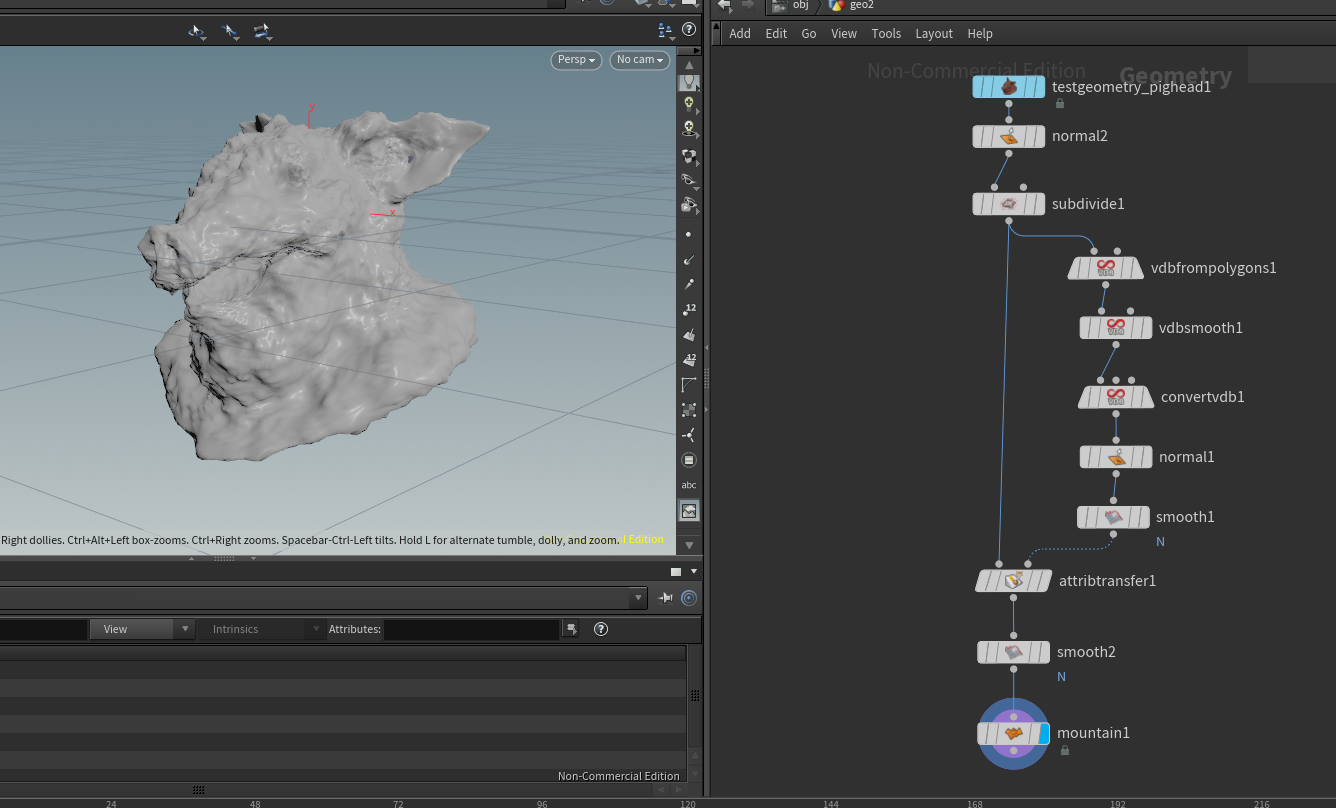 obj geo2
Add Edit Go View Tools Layout Help
Persp No cam
Non-Commercial Edition
Geometry
testgeometry_pighead1
y
normal2
subdivide1
x
vdbfrompolygons1
VDB
12
vdbsmooth1
VDB
12
convertvdb1
VDB
normal1
abc
smooth1
N
Right dollies. Ctrl+Alt+Left box-zooms. Ctrl+Right zooms. Spacebar-Ctrl-Left tilts. Hold L for alternate tumble, dolly, and zoom. l Edition
attribtransfer1
View Intrinsics Attributes:
smooth2
N
mountain1
Non-Commercial Edition
24 48 72 96 120 144 168 192 216